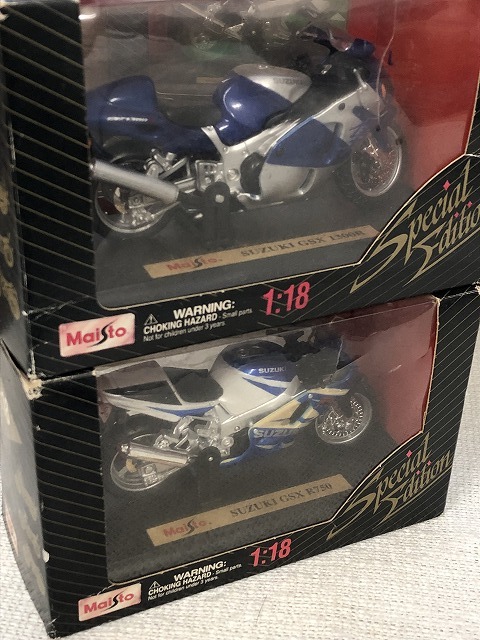 SUZUKI
MaiSto
SUZUKI GSX 1300R
Special
Edition
MaiSto
WARNING:
CHOKING HAZARD - Small parts
Not for children under 3 years.
1:18
SUZUKI
SUZUKI
MaiSto
SUZUKI GSX R750
Special
Edition
MaiSto
WARNING:
CHOKING HAZARD - Small parts
Not for children under 3 years.
1:18